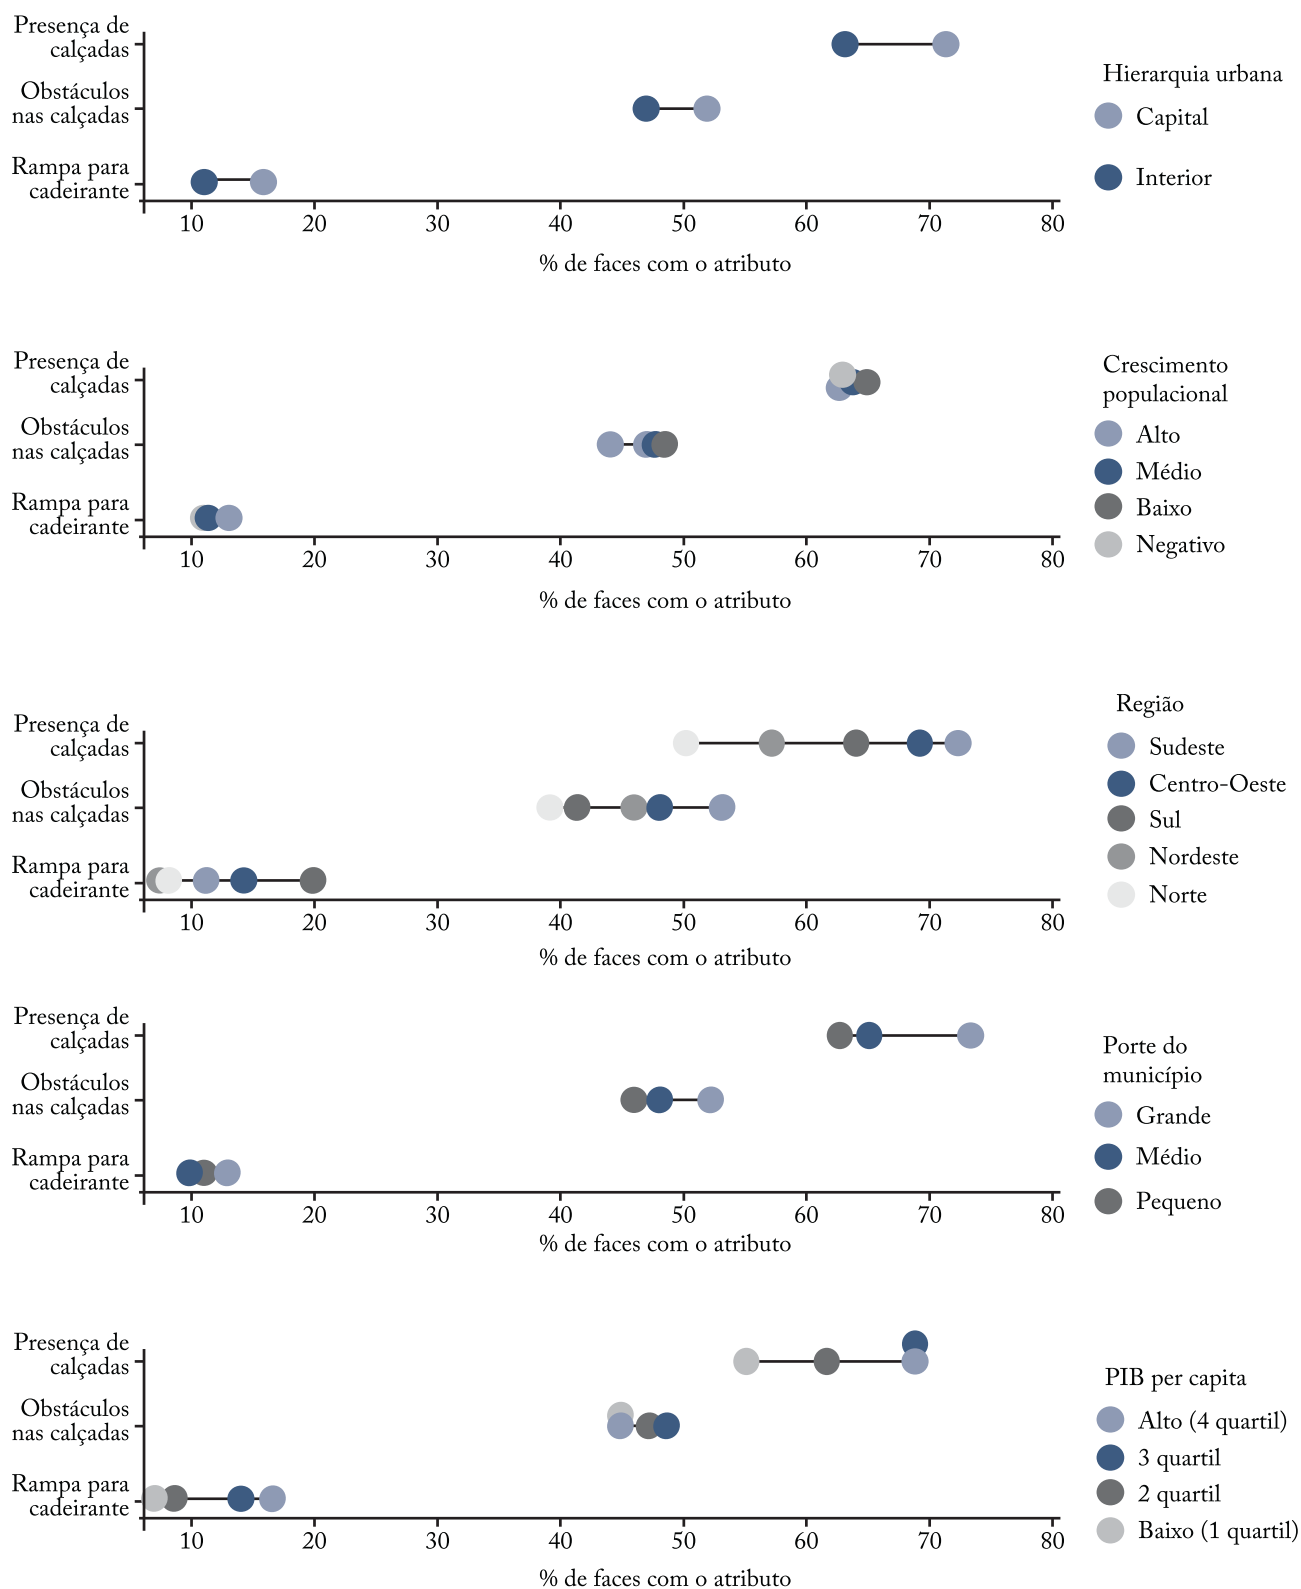 Presença de
calçadas
Obstáculos
nas calçadas
Rampa para
cadeirante
10 20 30 40 50 60 70 80
% de faces com o atributo
Hierarquia urbana
Capital
Interior
Presença de
calçadas
Obstáculos
nas calçadas
Rampa para
cadeirante
10 20 30 40 50 60 70 80
% de faces com o atributo
Crescimento
populacional
Alto
Médio
Baixo
Negativo
Presença de
calçadas
Obstáculos
nas calçadas
Rampa para
cadeirante
10 20 30 40 50 60 70 80
% de faces com o atributo
Região
Sudeste
Centro-Oeste
Sul
Nordeste
Norte
Presença de
calçadas
Obstáculos
nas calçadas
Rampa para
cadeirante
10 20 30 40 50 60 70 80
% de faces com o atributo
Porte do
município
Grande
Médio
Pequeno
Presença de
calçadas
Obstáculos
nas calçadas
Rampa para
cadeirante
10 20 30 40 50 60 70 80
% de faces com o atributo
PIB per capita
Alto (4 quartil)
3 quartil
2 quartil
Baixo (1 quartil)